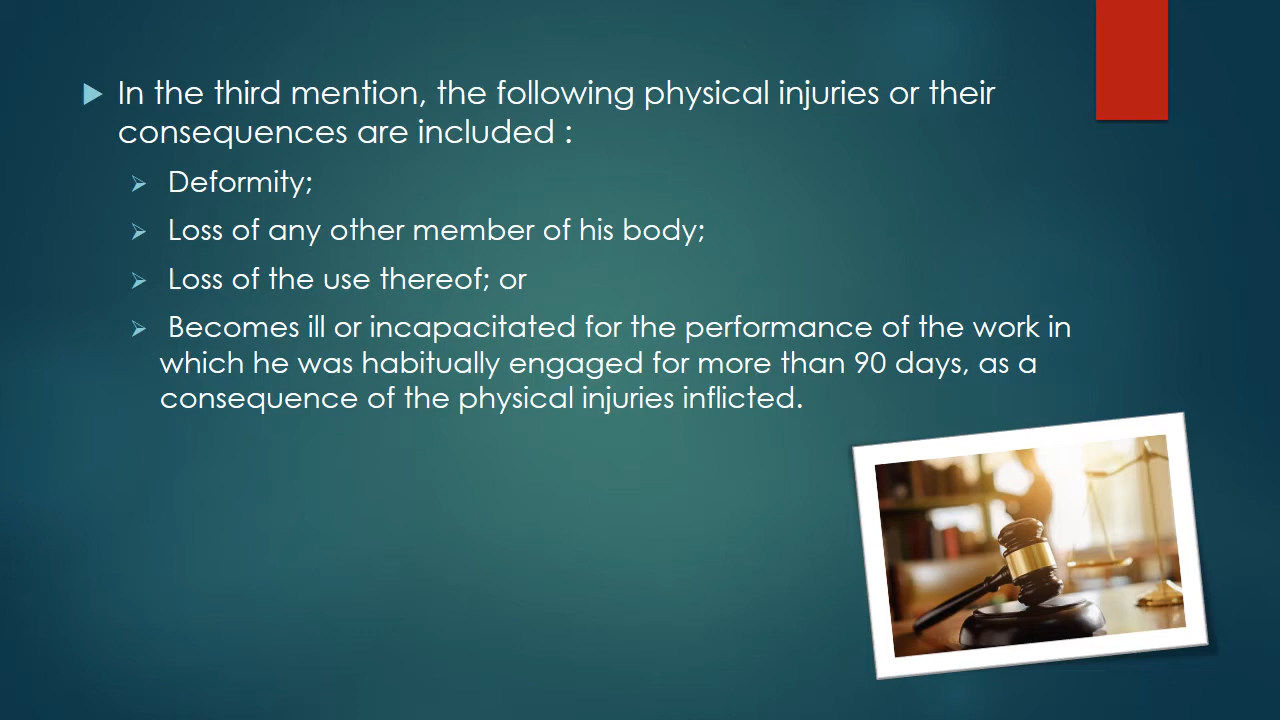 In the third mention, the following physical injuries or their
consequences are included :
Deformity;
Loss of any other member of his body;
Loss of the use thereof; or
Becomes ill or incapacitated for the performance of the work in
which he was habitually engaged for more than 90 days, as a
consequence of the physical injuries inflicted.